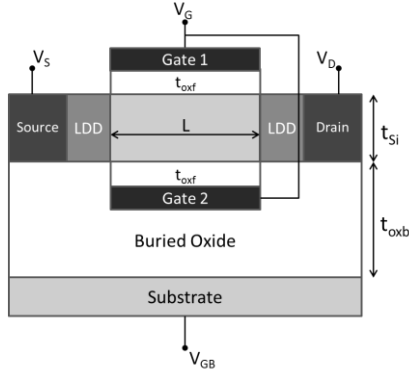 V_G
Gate 1
V_S
t_oxf
V_D
Source
LDD
L
LDD
Drain
t_Si
t_oxf
Gate 2
t_oxb
Buried Oxide
Substrate
V_GB